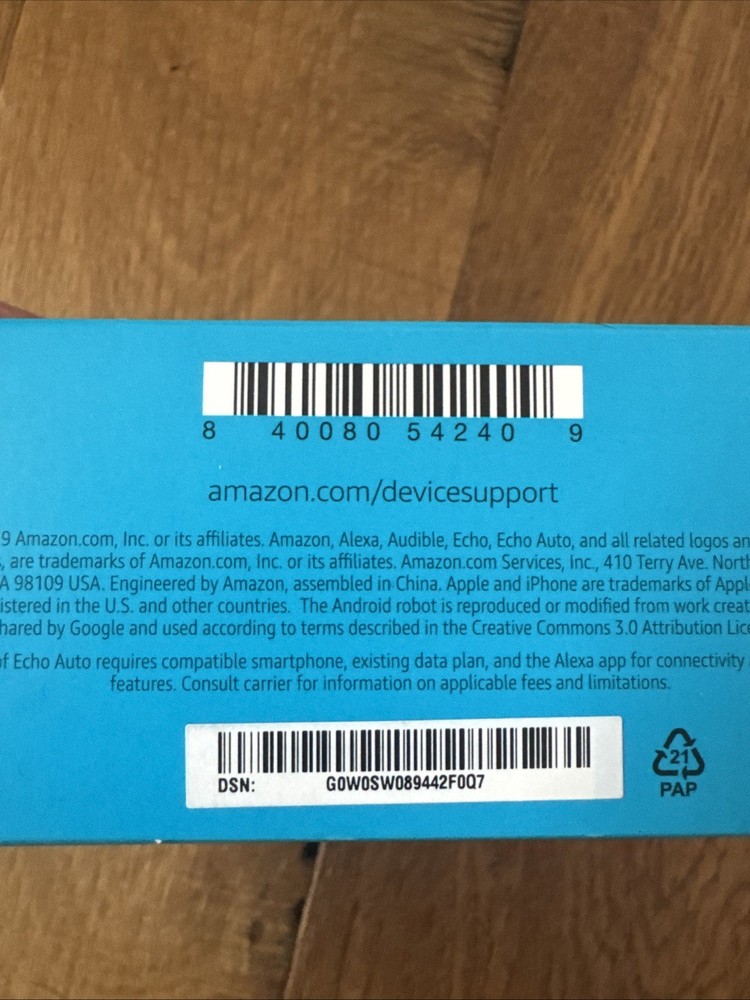 8 40080 54240 9
amazon.com/devicesupport
9 Amazon.com, Inc. or its affiliates. Amazon, Alexa, Audible, Echo, Echo Auto, and all related logos an
, are trademarks of Amazon.com, Inc. or its affiliates. Amazon.com Services, Inc., 410 Terry Ave. North
A 98109 USA. Engineered by Amazon, assembled in China. Apple and iPhone are trademarks of Appl
istered in the U.S. and other countries. The Android robot is reproduced or modified from work creat
hared by Google and used according to terms described in the Creative Commons 3.0 Attribution Lice
of Echo Auto requires compatible smartphone, existing data plan, and the Alexa app for connectivity
features. Consult carrier for information on applicable fees and limitations.
DSN: G0W0SW089442F0Q7
21
PAP